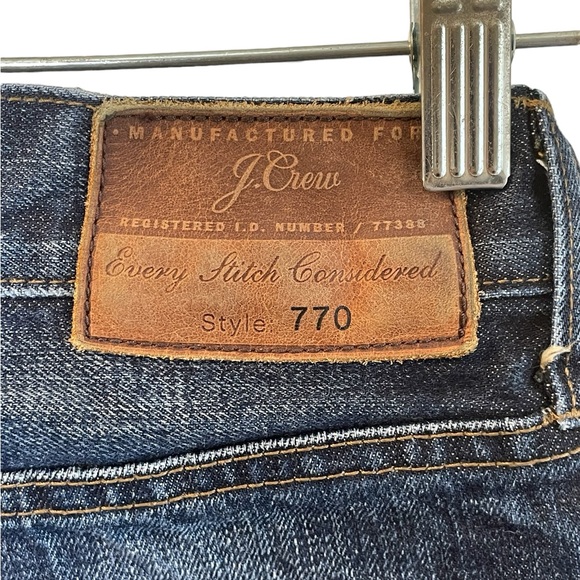 · MANUFACTURED FOR
J.Crew
REGISTERED I.D. NUMBER / 77388
Every Stitch Considered
Style: 770